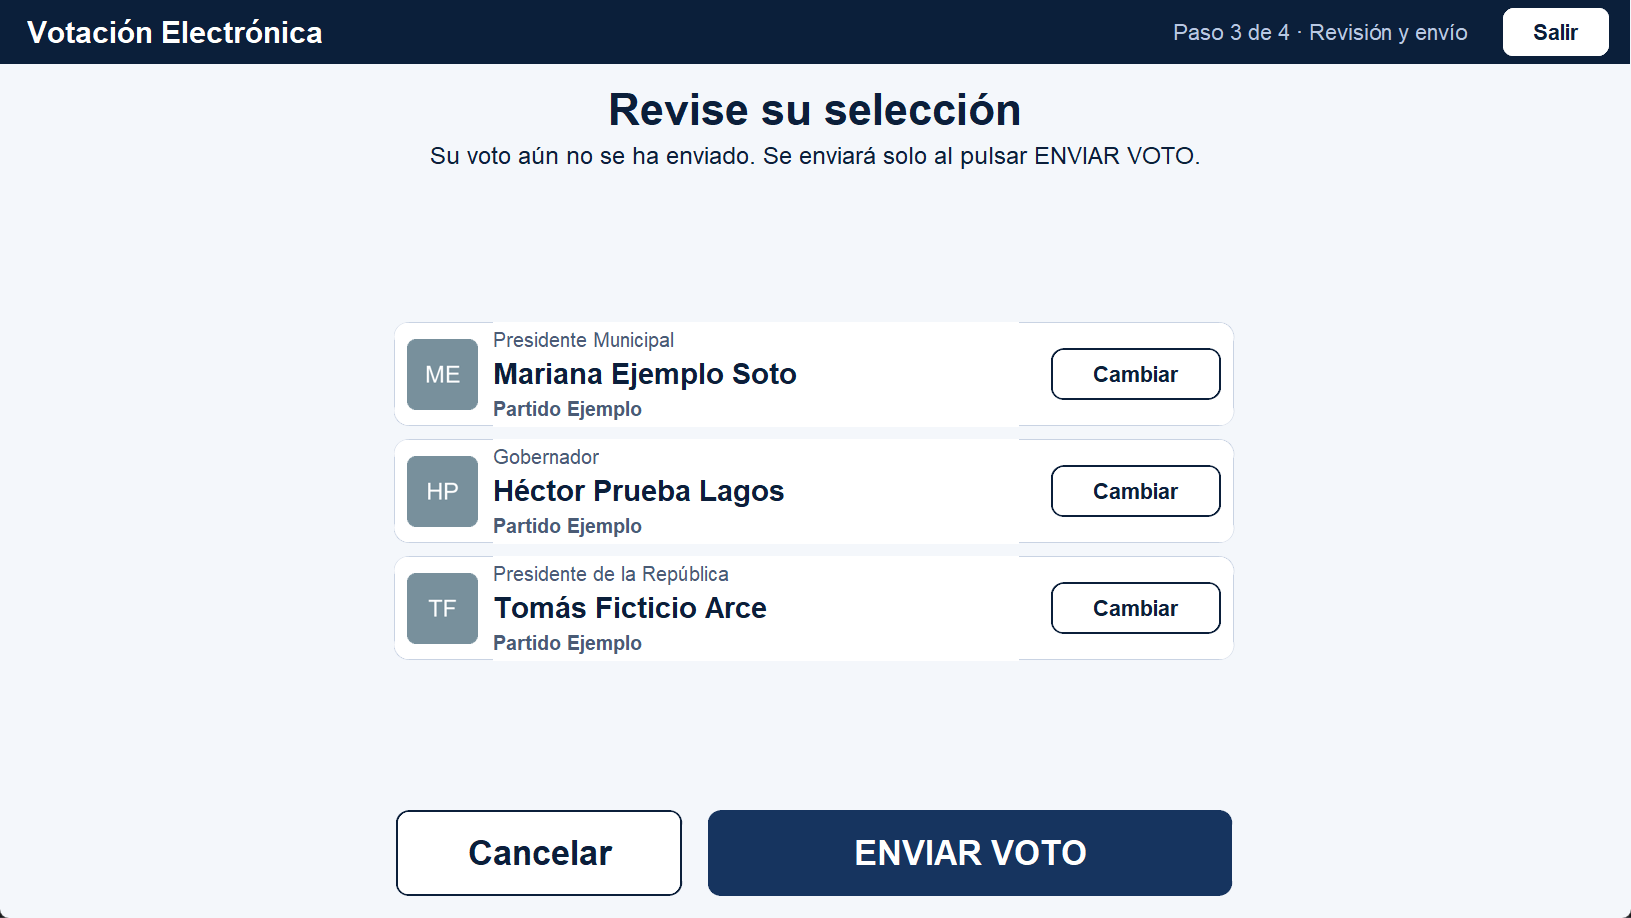 Votación Electrónica
Paso 3 de 4 · Revisión y envío
Salir
Revise su selección
Su voto aún no se ha enviado. Se enviará solo al pulsar ENVIAR VOTO.
ME
Presidente Municipal
Mariana Ejemplo Soto
Partido Ejemplo
Cambiar
HP
Gobernador
Héctor Prueba Lagos
Partido Ejemplo
Cambiar
TF
Presidente de la República
Tomás Ficticio Arce
Partido Ejemplo
Cambiar
Cancelar
ENVIAR VOTO